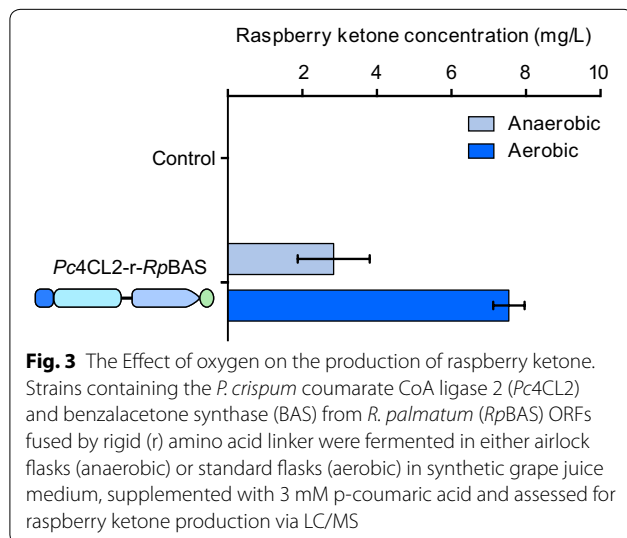 Raspberry ketone concentration (mg/L)
2 4 6 8 10
Anaerobic
Aerobic
Control
Pc4CL2-r-RpBAS
Fig. 3 The Effect of oxygen on the production of raspberry ketone.
Strains containing the P. crispum coumarate CoA ligase 2 (Pc4CL2)
and benzalacetone synthase (BAS) from R. palmatum (RpBAS) ORFs
fused by rigid (r) amino acid linker were fermented in either airlock
flasks (anaerobic) or standard flasks (aerobic) in synthetic grape juice
medium, supplemented with 3 mM p-coumaric acid and assessed for
raspberry ketone production via LC/MS